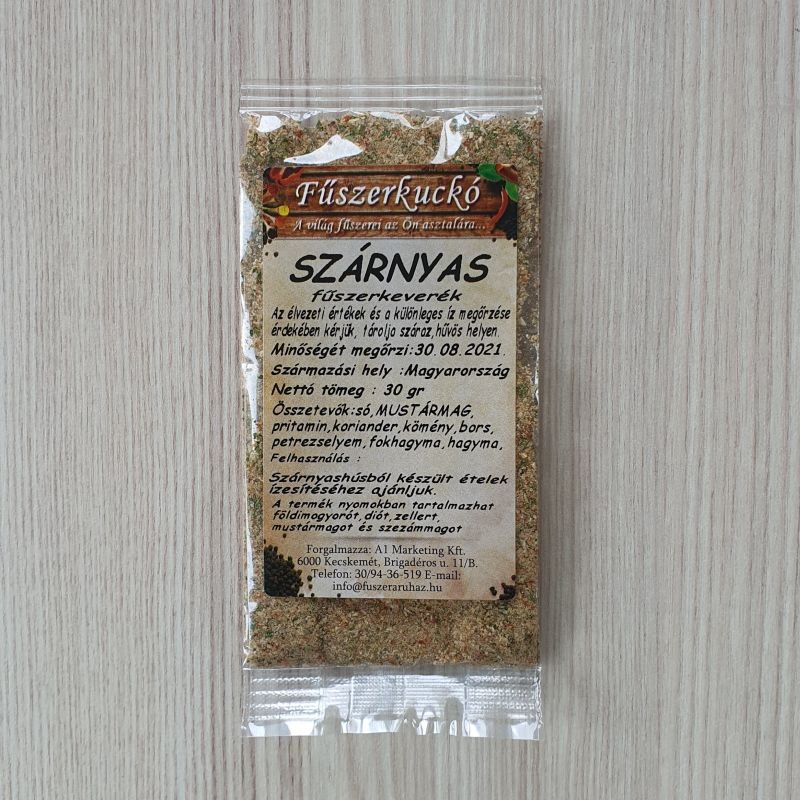 Fűszerkuckó
A világ fűszerei az Ön asztalára...
SZÁRNYAS
fűszerkeverék
Az élvezeti értékek és a különleges íz megőrzése
érdekében kérjük, tárolja száraz,hűvös helyen.
Minőségét megőrzi:30.08.2021.
Származási hely :Magyarország
Nettó tömeg : 30 gr
Összetevők:só,MUSTÁRMAG,
pritamin,koriander,kömény,bors,
petrezselyem,fokhagyma,hagyma,
Felhasználás :
Szárnyashúsból készült ételek
ízesítéséhez ajánljuk.
A termék nyomokban tartalmazhat
földimogyorót,diót,zellert,
mustármagot és szezámmagot
Forgalmazza: A1 Marketing Kft.
6000 Kecskemét, Brigadéros u. 11/B.
Telefon: 30/94-36-519 E-mail:
info@fuszeraruhaz.hu